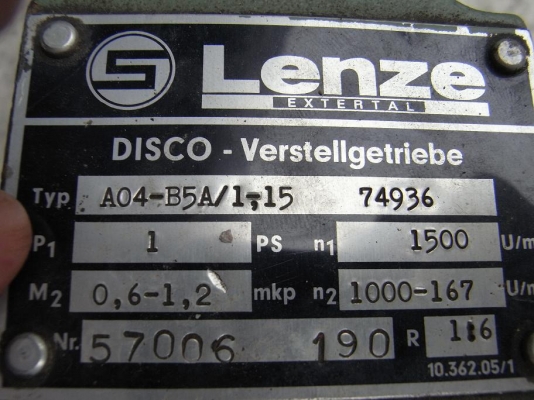 Lenze
EXTERTAL
DISCO - Verstellgetriebe
Typ A04-B5A/1-15 74936
P1 1 PS n1 1500 U/m
M2 0,6-1,2 mkp n2 1000-167 U/m
Nr. 57006 190 R 1:6
10.362.05/1